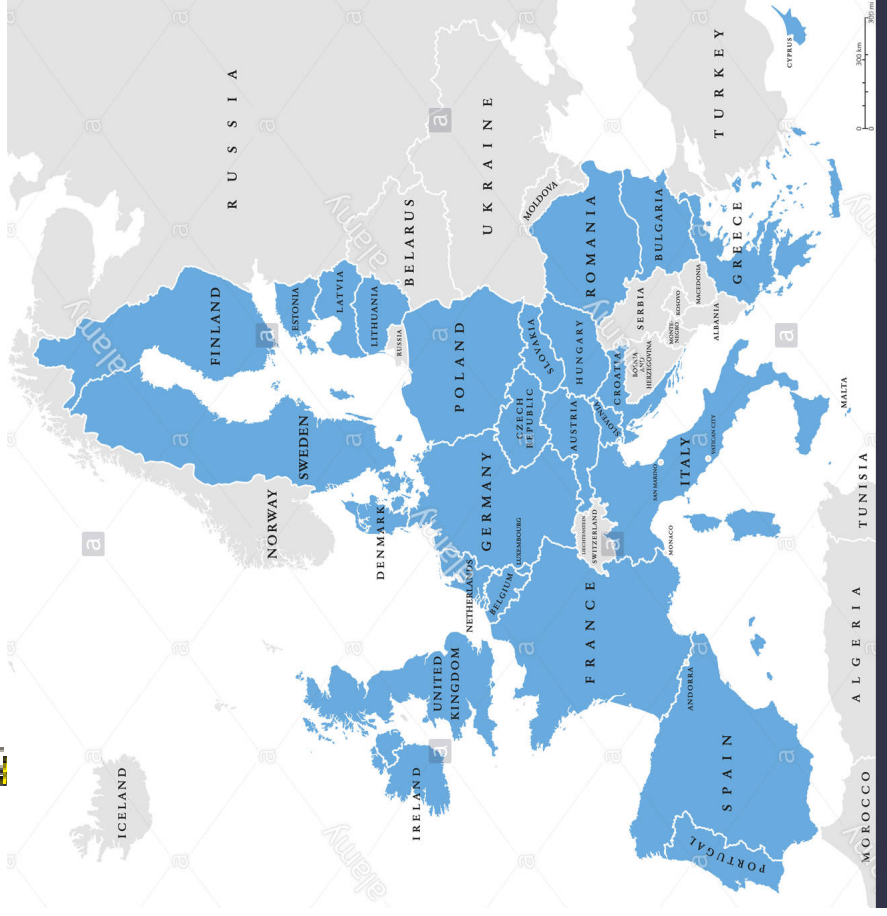 ICELAND
NORWAY
SWEDEN
FINLAND
RUSSIA
ESTONIA
LATVIA
LITHUANIA
RUSSIA
BELARUS
DENMARK
IRELAND
UNITED
KINGDOM
NETHERLANDS
BELGIUM
LUXEMBOURG
GERMANY
POLAND
UKRAINE
MOLDOVA
CZECH
REPUBLIC
SLOVAKIA
AUSTRIA
HUNGARY
ROMANIA
LIECHTENSTEIN
SWITZERLAND
FRANCE
SLOVENIA
CROATIA
BOSNIA
AND
HERZEGOVINA
SERBIA
MONTE-
NEGRO
KOSOVO
BULGARIA
MACEDONIA
ALBANIA
GREECE
TURKEY
SAN MARINO
ITALY
VATICAN CITY
MONACO
ANDORRA
SPAIN
PORTUGAL
CYPRUS
MALTA
TUNISIA
ALGERIA
MOROCCO
300 km
0
0
300 mi
a
alamy